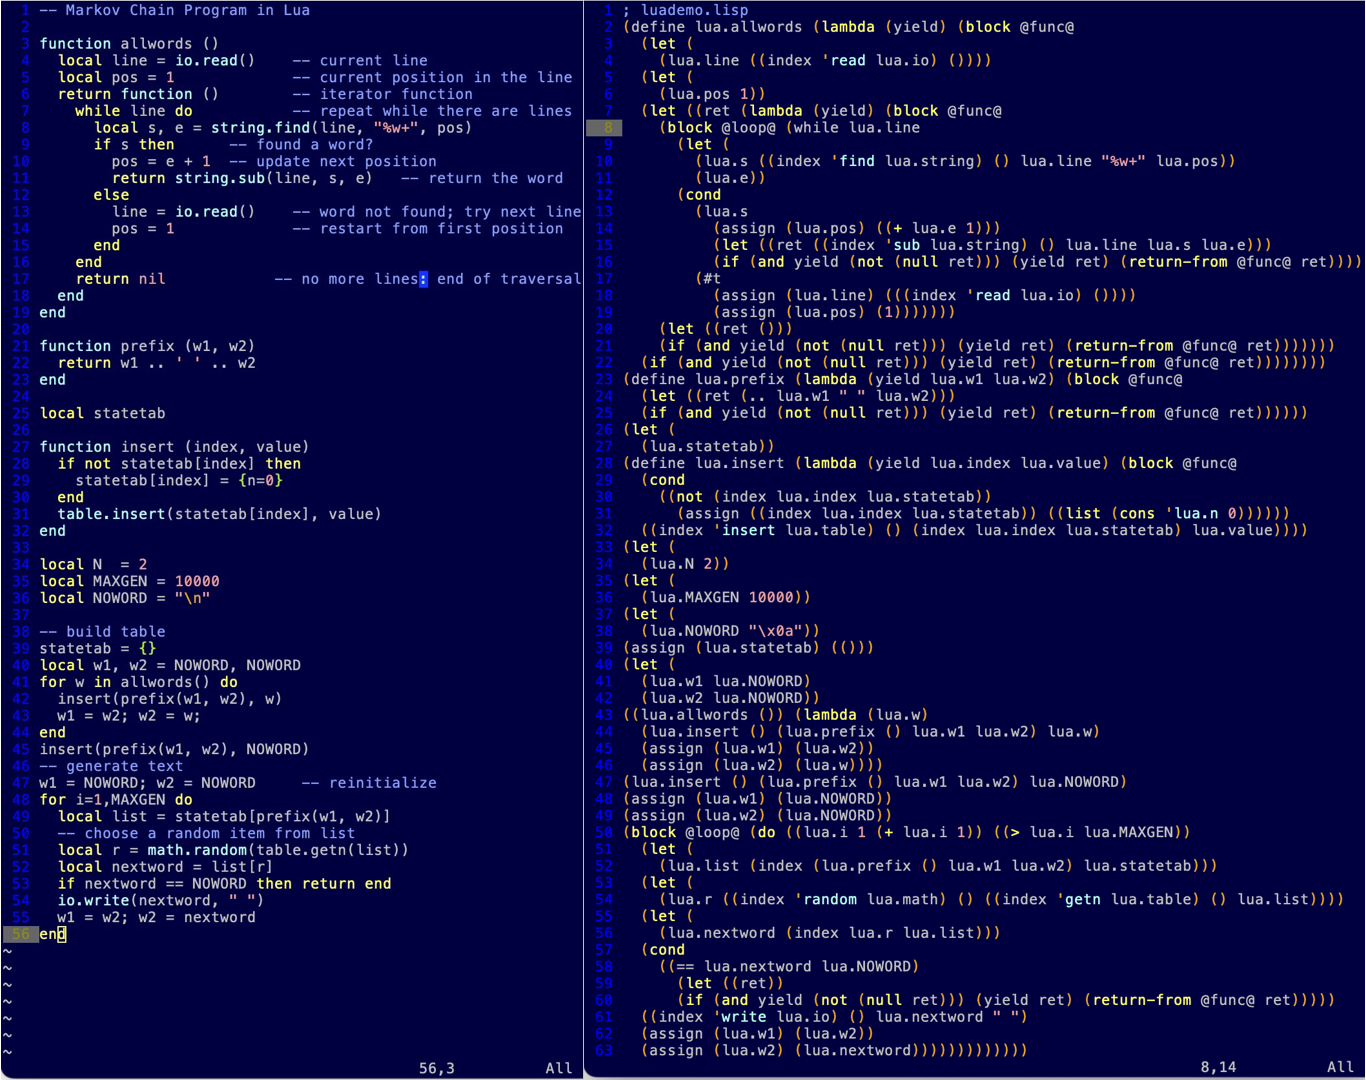 1 -- Markov Chain Program in Lua
2
3 function allwords ()
4   local line = io.read()    -- current line
5   local pos = 1             -- current position in the line
6   return function ()        -- iterator function
7     while line do           -- repeat while there are lines
8       local s, e = string.find(line, "%w+", pos)
9       if s then      -- found a word?
10         pos = e + 1  -- update next position
11         return string.sub(line, s, e)   -- return the word
12       else
13         line = io.read()    -- word not found; try next line
14         pos = 1             -- restart from first position
15       end
16     end
17     return nil            -- no more lines: end of traversal
18   end
19 end
20
21 function prefix (w1, w2)
22   return w1 .. ' ' .. w2
23 end
24
25 local statetab
26
27 function insert (index, value)
28   if not statetab[index] then
29     statetab[index] = {n=0}
30   end
31   table.insert(statetab[index], value)
32 end
33
34 local N  = 2
35 local MAXGEN = 10000
36 local NOWORD = "\n"
37
38 -- build table
39 statetab = {}
40 local w1, w2 = NOWORD, NOWORD
41 for w in allwords() do
42   insert(prefix(w1, w2), w)
43   w1 = w2; w2 = w;
44 end
45 insert(prefix(w1, w2), NOWORD)
46 -- generate text
47 w1 = NOWORD; w2 = NOWORD     -- reinitialize
48 for i=1,MAXGEN do
49   local list = statetab[prefix(w1, w2)]
50   -- choose a random item from list
51   local r = math.random(table.getn(list))
52   local nextword = list[r]
53   if nextword == NOWORD then return end
54   io.write(nextword, " ")
55   w1 = w2; w2 = nextword
56 end
~
~
~
~
~
~
~
56,3          All
1 ; luademo.lisp
2 (define lua.allwords (lambda (yield) (block @func@
3   (let (
4     (lua.line ((index 'read lua.io) ())))
5   (let (
6     (lua.pos 1))
7   (let ((ret (lambda (yield) (block @func@
8     (block @loop@ (while lua.line
9       (let (
10         (lua.s ((index 'find lua.string) () lua.line "%w+" lua.pos))
11         (lua.e))
12       (cond
13         (lua.s
14           (assign (lua.pos) ((+ lua.e 1)))
15           (let ((ret ((index 'sub lua.string) () lua.line lua.s lua.e)))
16           (if (and yield (not (null ret))) (yield ret) (return-from @func@ ret))))
17         (#t
18           (assign (lua.line) (((index 'read lua.io) ())))
19           (assign (lua.pos) (1)))))))
20     (let ((ret ()))
21     (if (and yield (not (null ret))) (yield ret) (return-from @func@ ret)))))))
22   (if (and yield (not (null ret))) (yield ret) (return-from @func@ ret))))))))
23 (define lua.prefix (lambda (yield lua.w1 lua.w2) (block @func@
24   (let ((ret (.. lua.w1 " " lua.w2)))
25   (if (and yield (not (null ret))) (yield ret) (return-from @func@ ret))))))
26 (let (
27   (lua.statetab))
28 (define lua.insert (lambda (yield lua.index lua.value) (block @func@
29   (cond
30     ((not (index lua.index lua.statetab))
31       (assign ((index lua.index lua.statetab)) ((list (cons 'lua.n 0))))))
32   ((index 'insert lua.table) () (index lua.index lua.statetab) lua.value))))
33 (let (
34   (lua.N 2))
35 (let (
36   (lua.MAXGEN 10000))
37 (let (
38   (lua.NOWORD "\x0a"))
39 (assign (lua.statetab) (()))
40 (let (
41   (lua.w1 lua.NOWORD)
42   (lua.w2 lua.NOWORD))
43 ((lua.allwords ()) (lambda (lua.w)
44   (lua.insert () (lua.prefix () lua.w1 lua.w2) lua.w)
45   (assign (lua.w1) (lua.w2))
46   (assign (lua.w2) (lua.w))))
47 (lua.insert () (lua.prefix () lua.w1 lua.w2) lua.NOWORD)
48 (assign (lua.w1) (lua.NOWORD))
49 (assign (lua.w2) (lua.NOWORD))
50 (block @loop@ (do ((lua.i 1 (+ lua.i 1)) ((> lua.i lua.MAXGEN))
51   (let (
52     (lua.list (index (lua.prefix () lua.w1 lua.w2) lua.statetab)))
53   (let (
54     (lua.r ((index 'random lua.math) () ((index 'getn lua.table) () lua.list))))
55   (let (
56     (lua.nextword (index lua.r lua.list)))
57   (cond
58     ((== lua.nextword lua.NOWORD)
59       (let ((ret))
60       (if (and yield (not (null ret))) (yield ret) (return-from @func@ ret)))))
61   ((index 'write lua.io) () lua.nextword " ")
62   (assign (lua.w1) (lua.w2))
63   (assign (lua.w2) (lua.nextword)))))))))))))
8,14          All